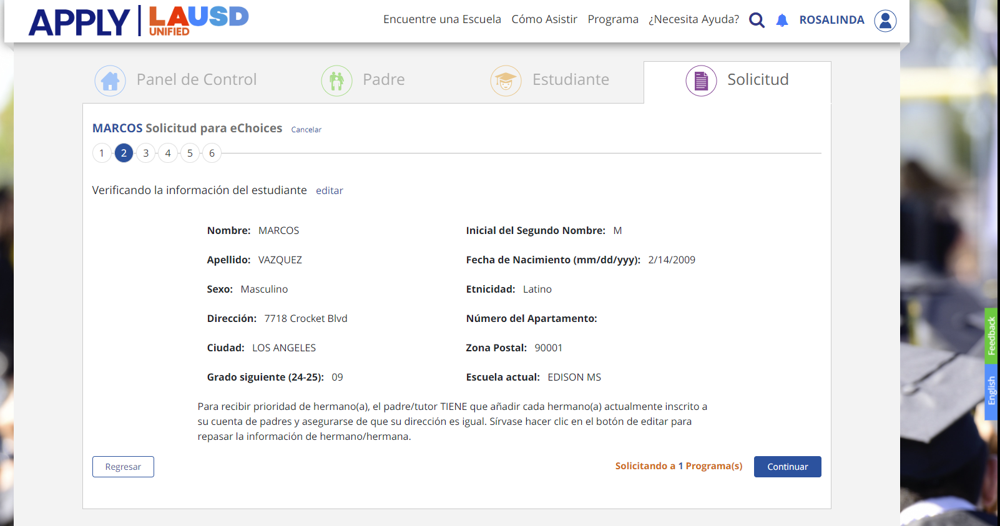 APPLY LAUSD UNIFIED
Encuentre una Escuela Cómo Asistir Programa ¿Necesita Ayuda? ROSALINDA
Panel de Control Padre Estudiante Solicitud
MARCOS Solicitud para eChoices Cancelar
1 2 3 4 5 6
Verificando la información del estudiante editar
Nombre: MARCOS Inicial del Segundo Nombre: M
Apellido: VAZQUEZ Fecha de Nacimiento (mm/dd/yyy): 2/14/2009
Sexo: Masculino Etnicidad: Latino
Dirección: 7718 Crocket Blvd Número del Apartamento:
Ciudad: LOS ANGELES Zona Postal: 90001
Grado siguiente (24-25): 09 Escuela actual: EDISON MS
Para recibir prioridad de hermano(a), el padre/tutor TIENE que añadir cada hermano(a) actualmente inscrito a
su cuenta de padres y asegurarse de que su dirección es igual. Sírvase hacer clic en el botón de editar para
repasar la información de hermano/hermana.
Regresar Solicitando a 1 Programa(s) Continuar
Feedback
English